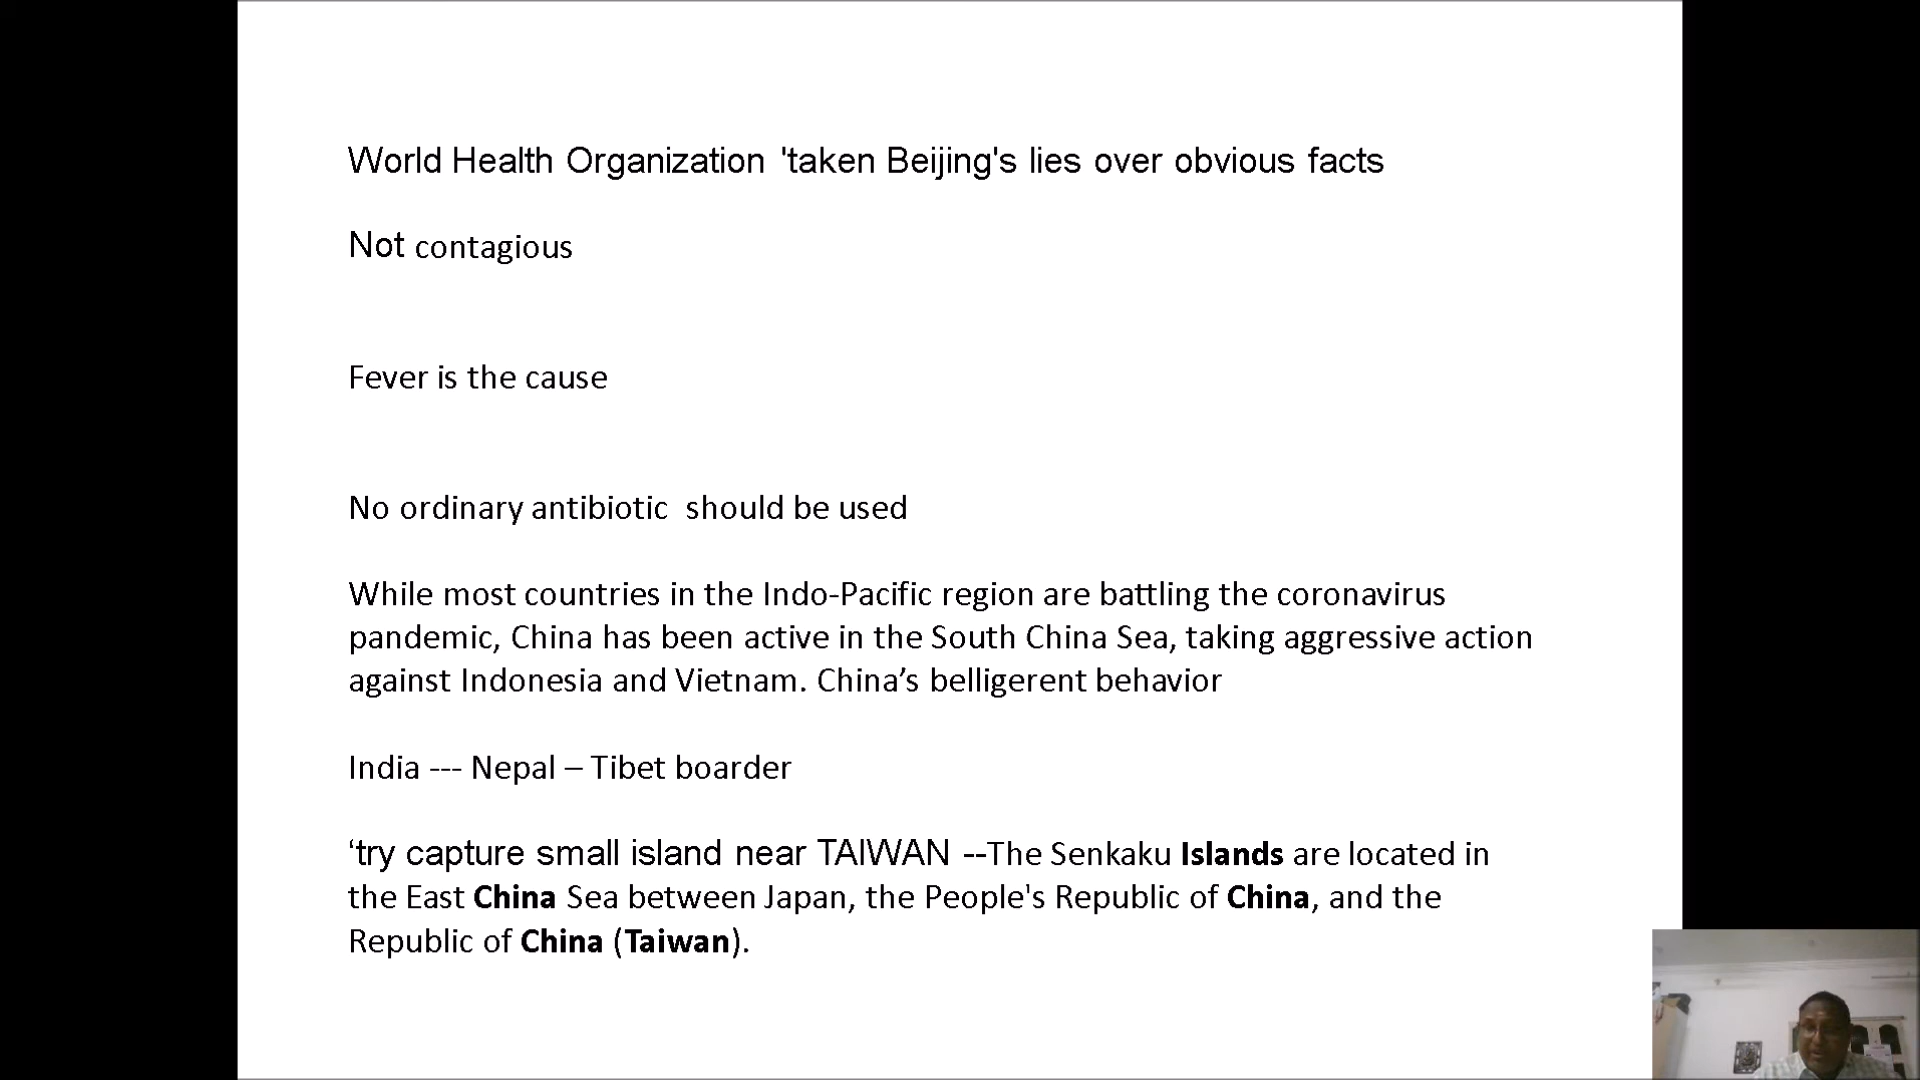 World Health Organization 'taken Beijing's lies over obvious facts
Not contagious
Fever is the cause
No ordinary antibiotic  should be used
While most countries in the Indo-Pacific region are battling the coronavirus
pandemic, China has been active in the South China Sea, taking aggressive action
against Indonesia and Vietnam. China’s belligerent behavior
India --- Nepal – Tibet boarder
‘try capture small island near TAIWAN --The Senkaku Islands are located in
the East China Sea between Japan, the People's Republic of China, and the
Republic of China (Taiwan).